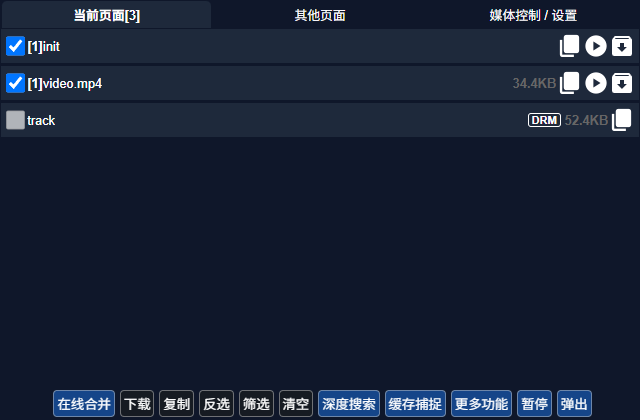 当前页面[3] 其他页面 媒体控制 / 设置
[1]init
[1]video.mp4 34.4KB
track DRM 52.4KB
在线合并 下载 复制 反选 筛选 清空 深度搜索 缓存捕捉 更多功能 暂停 弹出